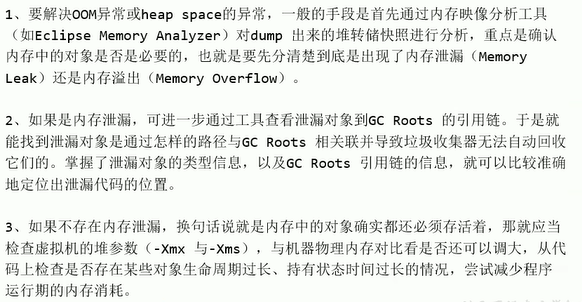 1、要解决OOM异常或heap space的异常，一般的手段是首先通过内存映像分析工具
（如Eclipse Memory Analyzer）对dump 出来的堆转储快照进行分析，重点是确认
内存中的对象是否是必要的，也就是要先分清楚到底是出现了内存泄漏（Memory
Leak）还是内存溢出（Memory Overflow）。
2、如果是内存泄漏，可进一步通过工具查看泄漏对象到GC Roots 的引用链。于是就
能找到泄漏对象是通过怎样的路径与GC Roots 相关联并导致垃圾收集器无法自动回收
它们的。掌握了泄漏对象的类型信息，以及GC Roots 引用链的信息，就可以比较准确
地定位出泄漏代码的位置。
3、如果不存在内存泄漏，换句话说就是内存中的对象确实都还必须存活着，那就应当
检查虚拟机的堆参数（-Xmx 与-Xms），与机器物理内存对比看是否还可以调大，从代
码上检查是否存在某些对象生命周期过长、持有状态时间过长的情况，尝试减少程序
运行期的内存消耗。